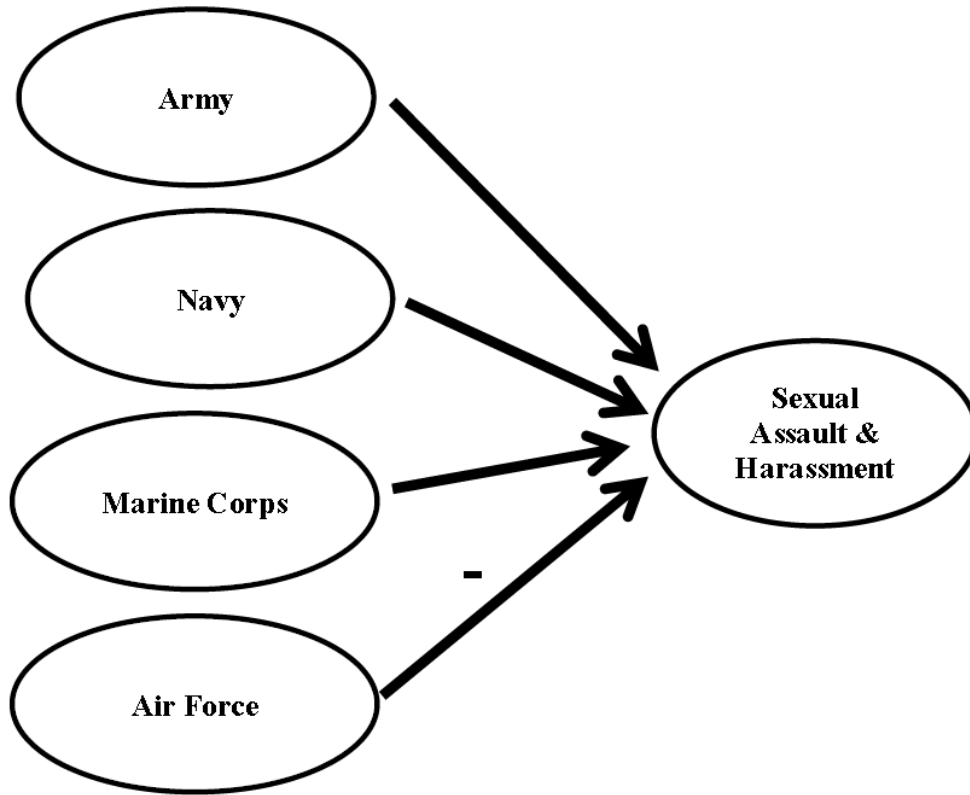 Army
Navy
Sexual
Assault &
Harassment
Marine Corps
-
Air Force